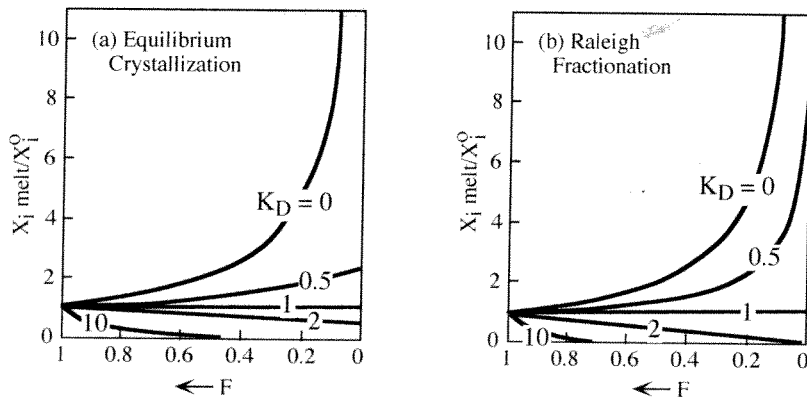 (a) Equilibrium
Crystallization
X_i melt/X_i^o
10
8
6
4
2
0
K_D = 0
0.5
1
2
10
1 0.8 0.6 0.4 0.2 0
← F
(b) Raleigh
Fractionation
X_i melt/X_i^o
10
8
6
4
2
0
K_D = 0
0.5
1
2
10
1 0.8 0.6 0.4 0.2 0
← F